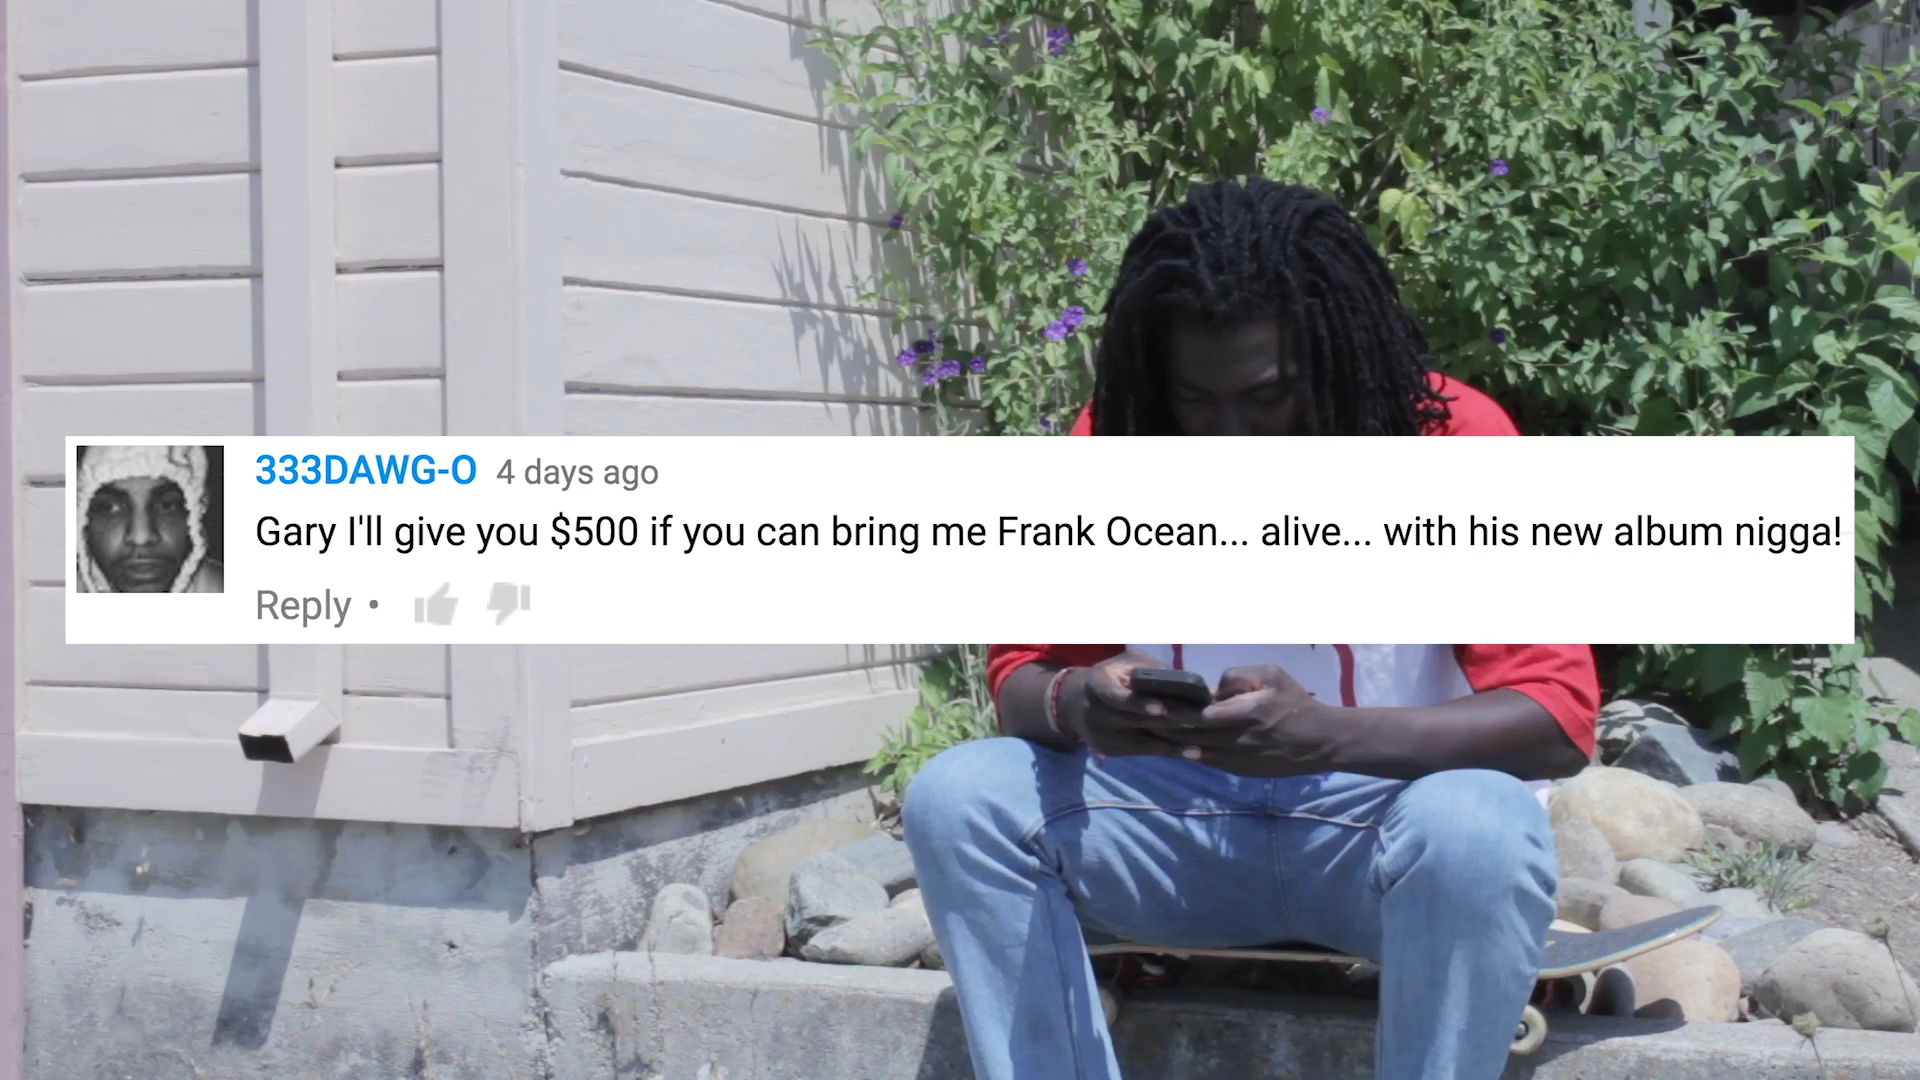 333DAWG-O 4 days ago
Gary I'll give you $500 if you can bring me Frank Ocean... alive... with his new album nigga!
Reply •